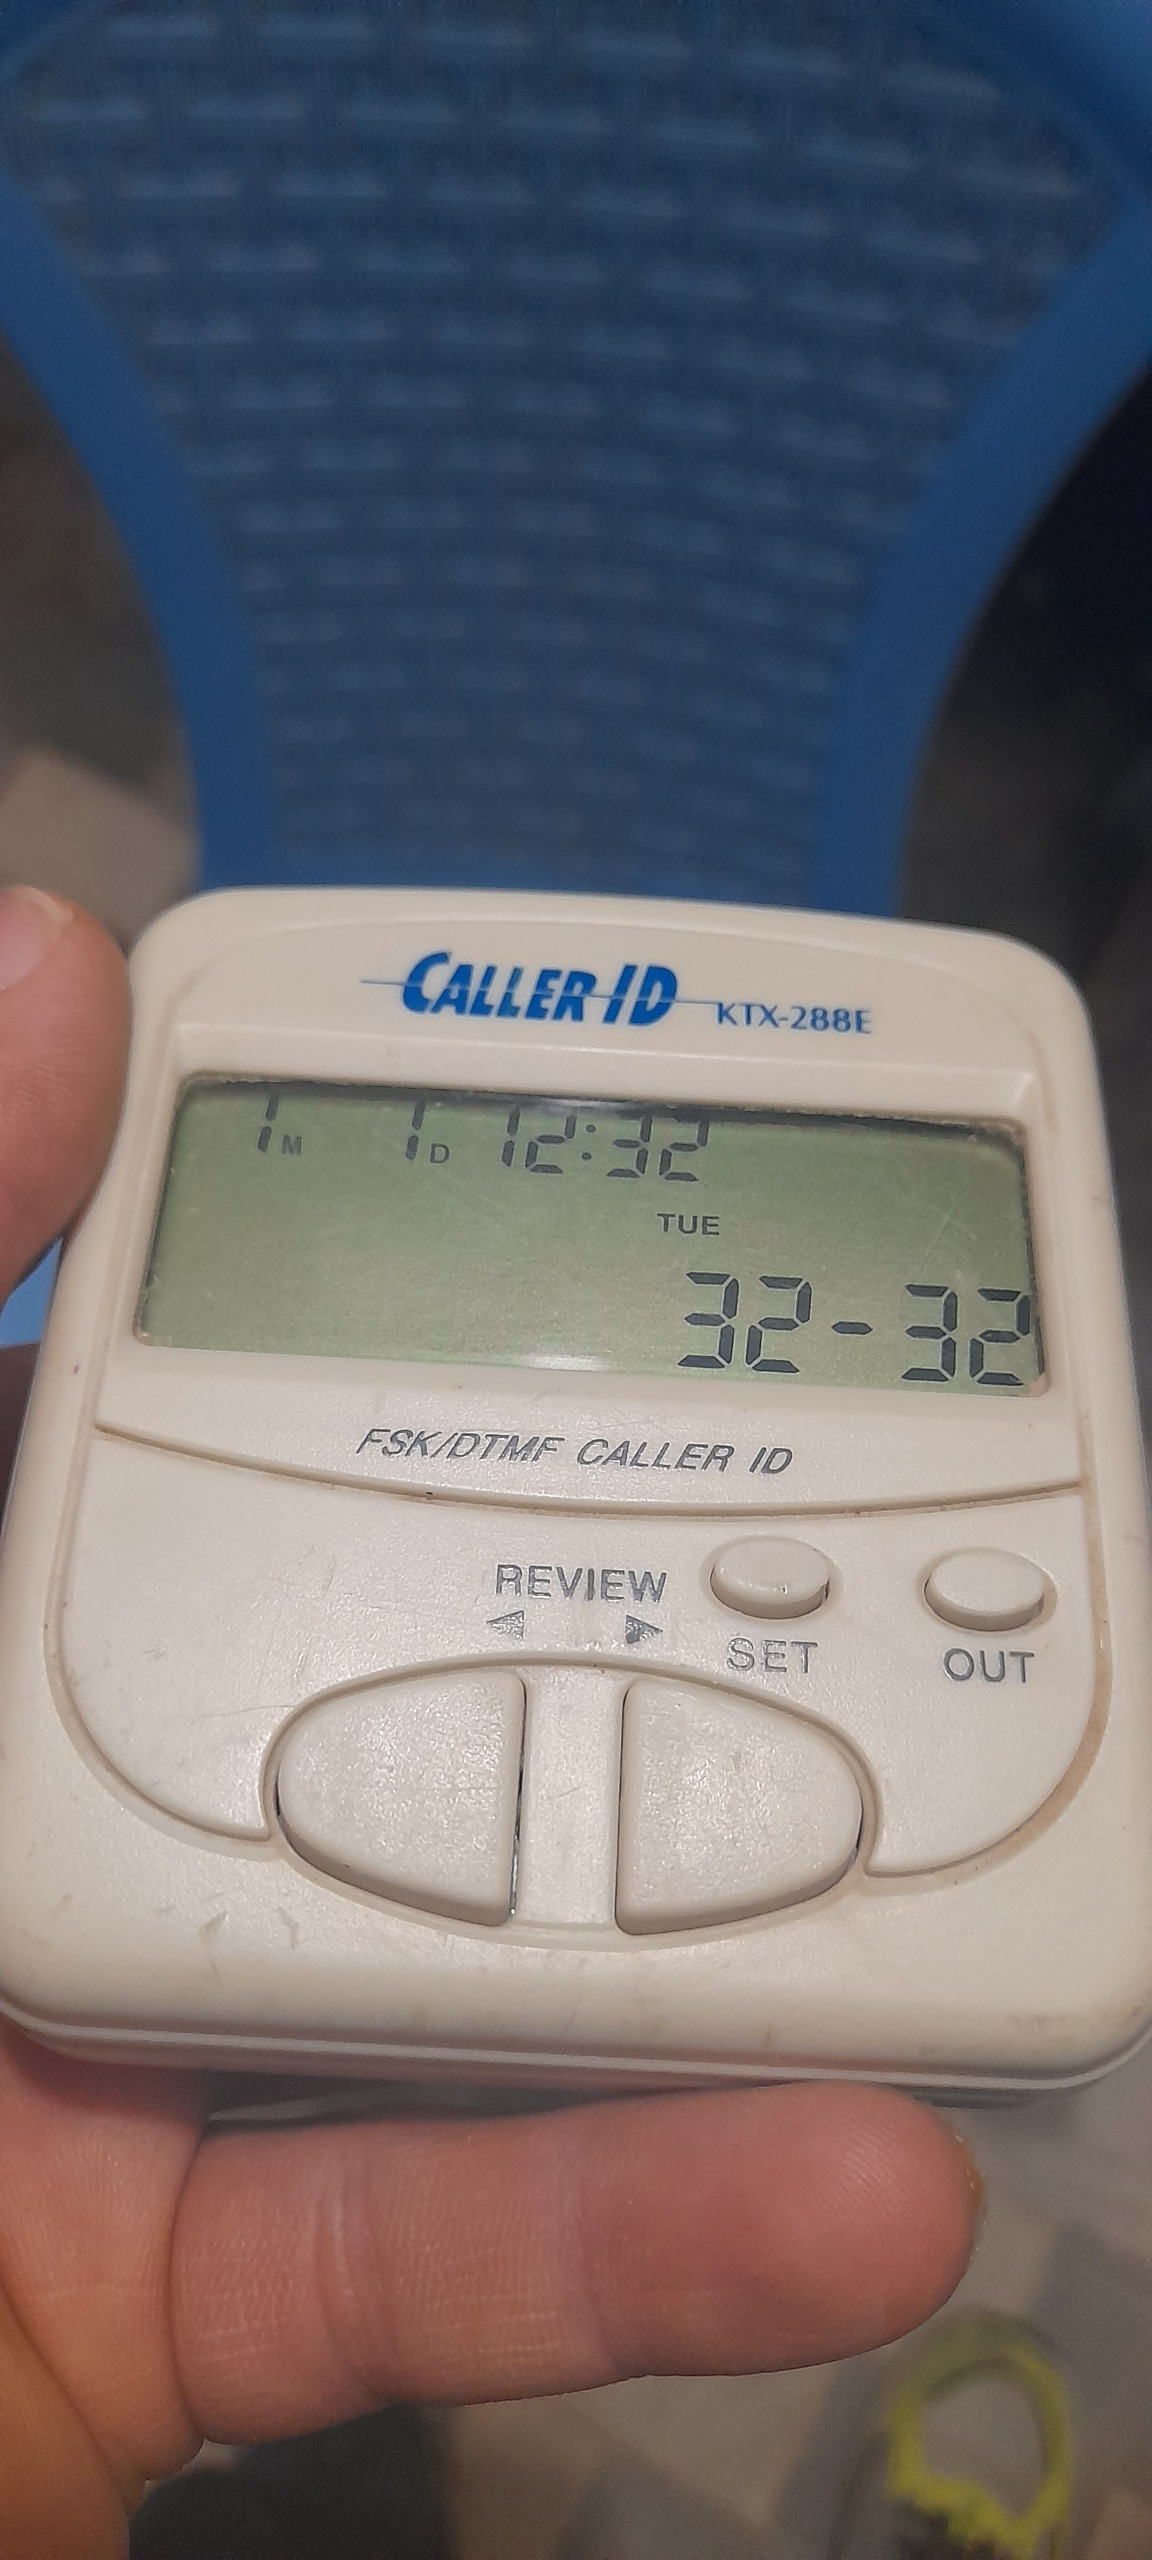 CALLER ID KTX-288E
1M 1D 12:32
TUE
32-32
FSK/DTMF CALLER ID
REVIEW
◀ ▶
SET OUT